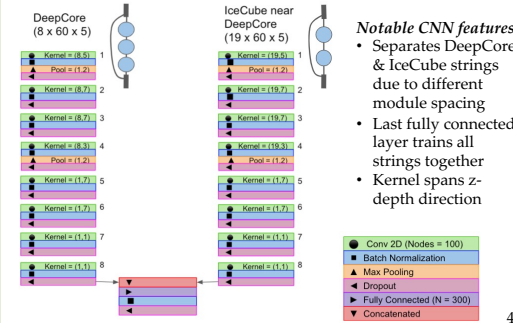 DeepCore
(8 x 60 x 5)
Kernel = (8,5) 1
Pool = (1,2)
Kernel = (8,7) 2
Kernel = (8,7) 3
Kernel = (8,3) 4
Pool = (1,2)
Kernel = (1,7) 5
Kernel = (1,7) 6
Kernel = (1,1) 7
Kernel = (1,1) 8
IceCube near
DeepCore
(19 x 60 x 5)
Kernel = (19,5) 1
Pool = (1,2)
Kernel = (19,7) 2
Kernel = (19,7) 3
Kernel = (19,3) 4
Pool = (1,2)
Kernel = (1,7) 5
Kernel = (1,7) 6
Kernel = (1,1) 7
Kernel = (1,1) 8
Notable CNN features
• Separates DeepCore
& IceCube strings
due to different
module spacing
• Last fully connected
layer trains all
strings together
• Kernel spans z-
depth direction
Conv 2D (Nodes = 100)
Batch Normalization
Max Pooling
Dropout
Fully Connected (N = 300)
Concatenated
4